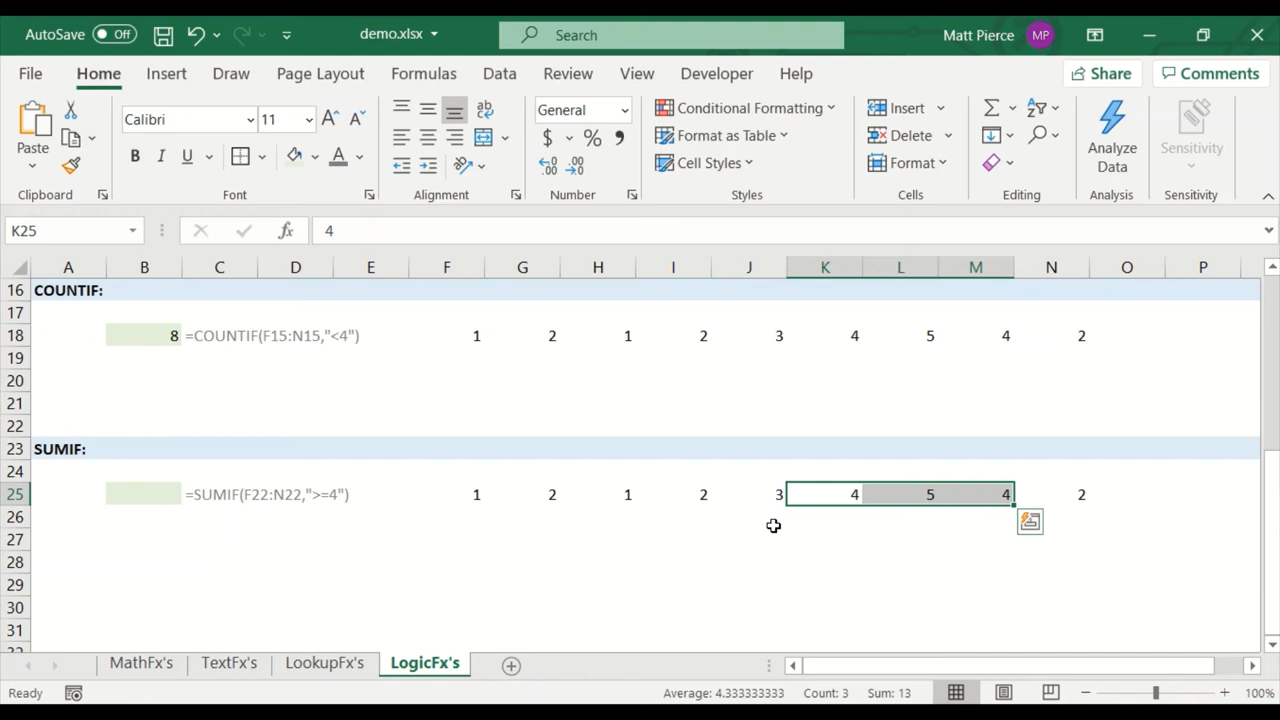 AutoSave Off demo.xlsx Search Matt Pierce MP
File Home Insert Draw Page Layout Formulas Data Review View Developer Help Share Comments
Paste Calibri 11 A A ab c General Conditional Formatting Insert Analyze Data Sensitivity
B I U A $ % , Format as Table Delete
Cell Styles Format
Clipboard Font Alignment Number Styles Cells Editing Analysis Sensitivity
K25 fx 4
A B C D E F G H I J K L M N O P
16 COUNTIF:
17
18 8 =COUNTIF(F15:N15,"<4") 1 2 1 2 3 4 5 4 2
19
20
21
22
23 SUMIF:
24
25 =SUMIF(F22:N22,">=4") 1 2 1 2 3 4 5 4 2
26
27
28
29
30
31
MathFx's TextFx's LookupFx's LogicFx's
Ready Average: 4.333333333 Count: 3 Sum: 13 100%